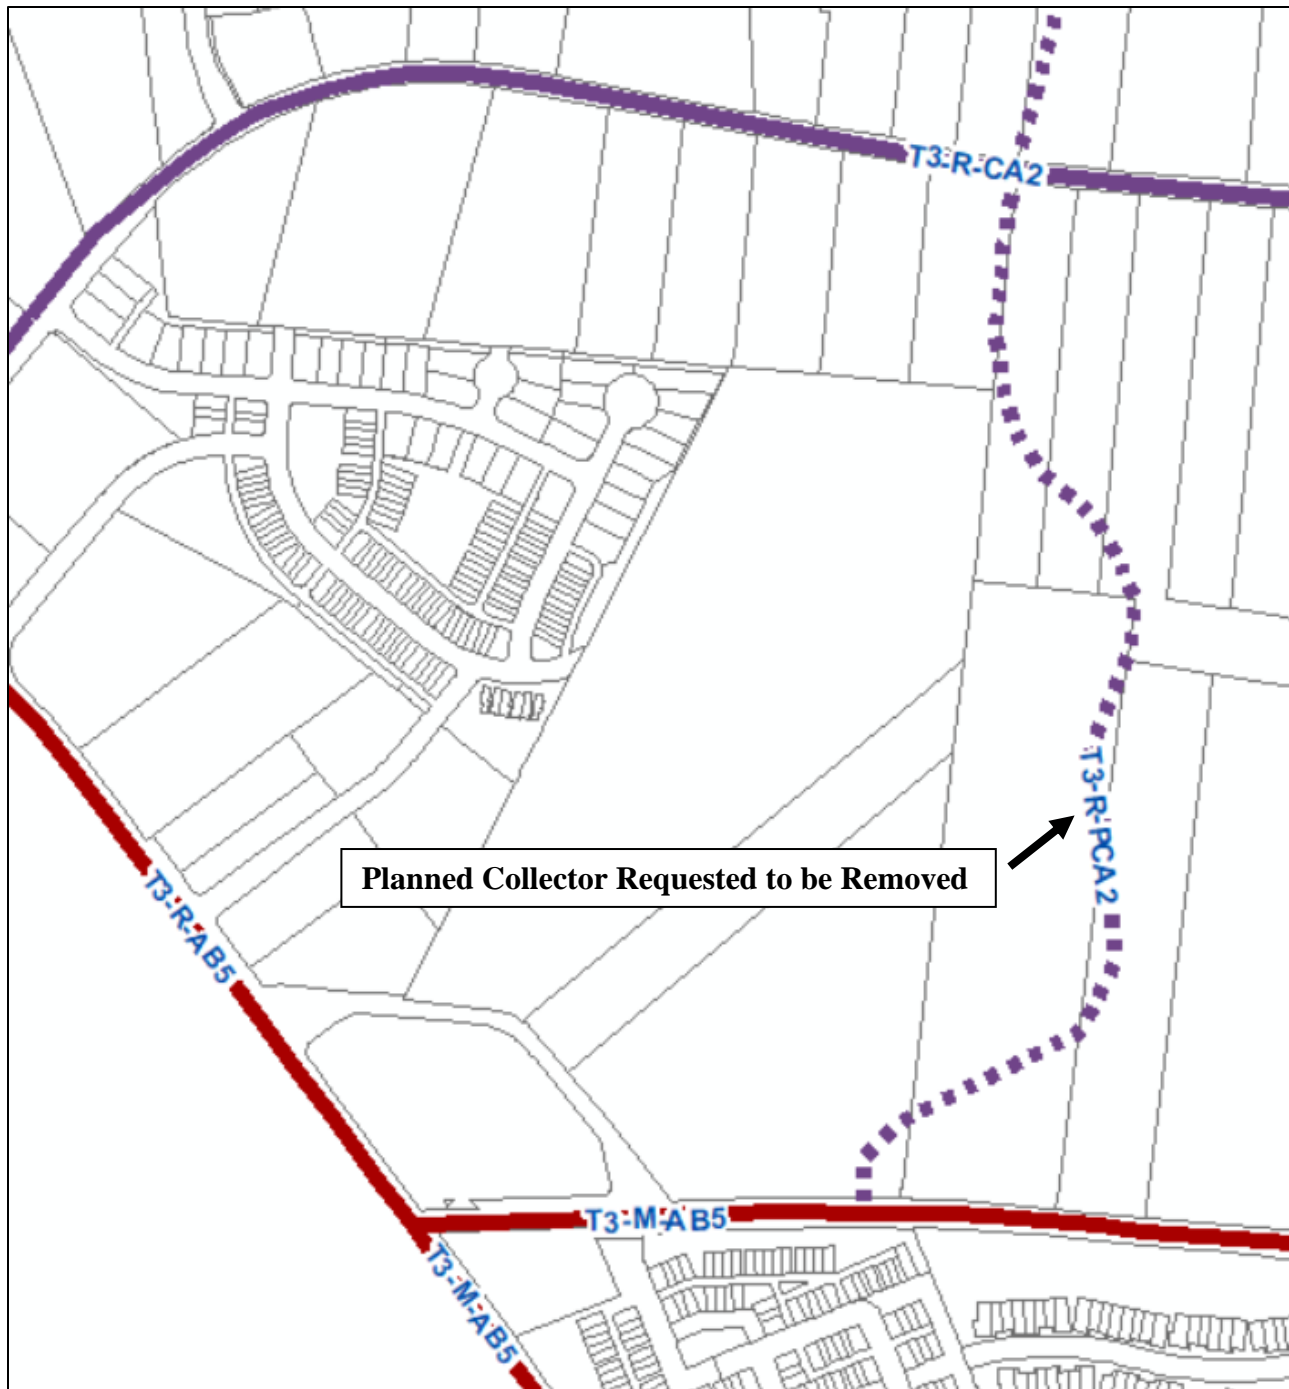 T3-R-CA2
T3-R-PCA2
Planned Collector Requested to be Removed
T3-R-AB5
T3-M-AB5
T3-M-AB5